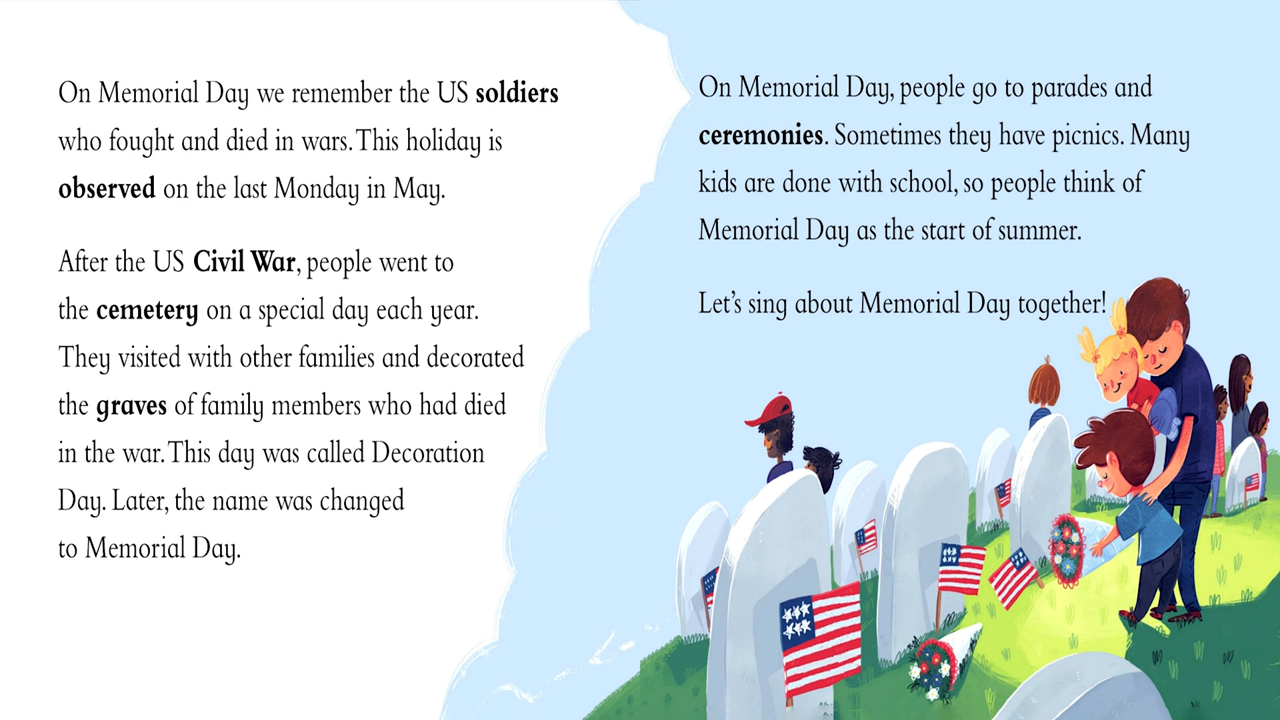 On Memorial Day we remember the US soldiers
who fought and died in wars. This holiday is
observed on the last Monday in May.
After the US Civil War, people went to
the cemetery on a special day each year.
They visited with other families and decorated
the graves of family members who had died
in the war. This day was called Decoration
Day. Later, the name was changed
to Memorial Day.
On Memorial Day, people go to parades and
ceremonies. Sometimes they have picnics. Many
kids are done with school, so people think of
Memorial Day as the start of summer.
Let’s sing about Memorial Day together!